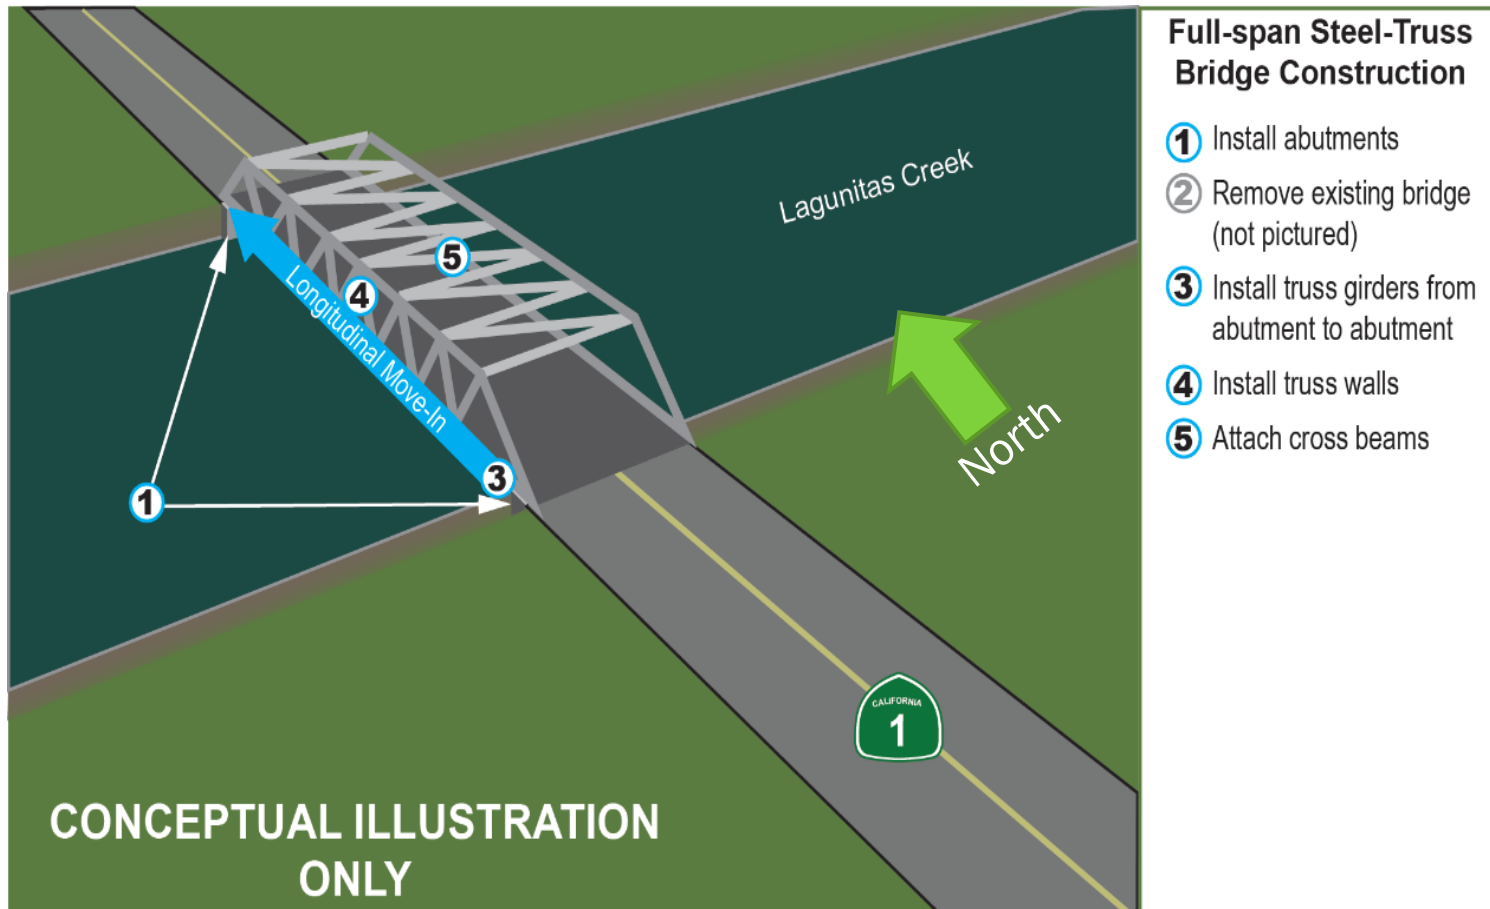 Full-span Steel-Truss
Bridge Construction
1 Install abutments
2 Remove existing bridge
(not pictured)
3 Install truss girders from
abutment to abutment
4 Install truss walls
5 Attach cross beams
Lagunitas Creek
5
4
Longitudinal Move-In
3
1
North
CALIFORNIA
1
CONCEPTUAL ILLUSTRATION
ONLY